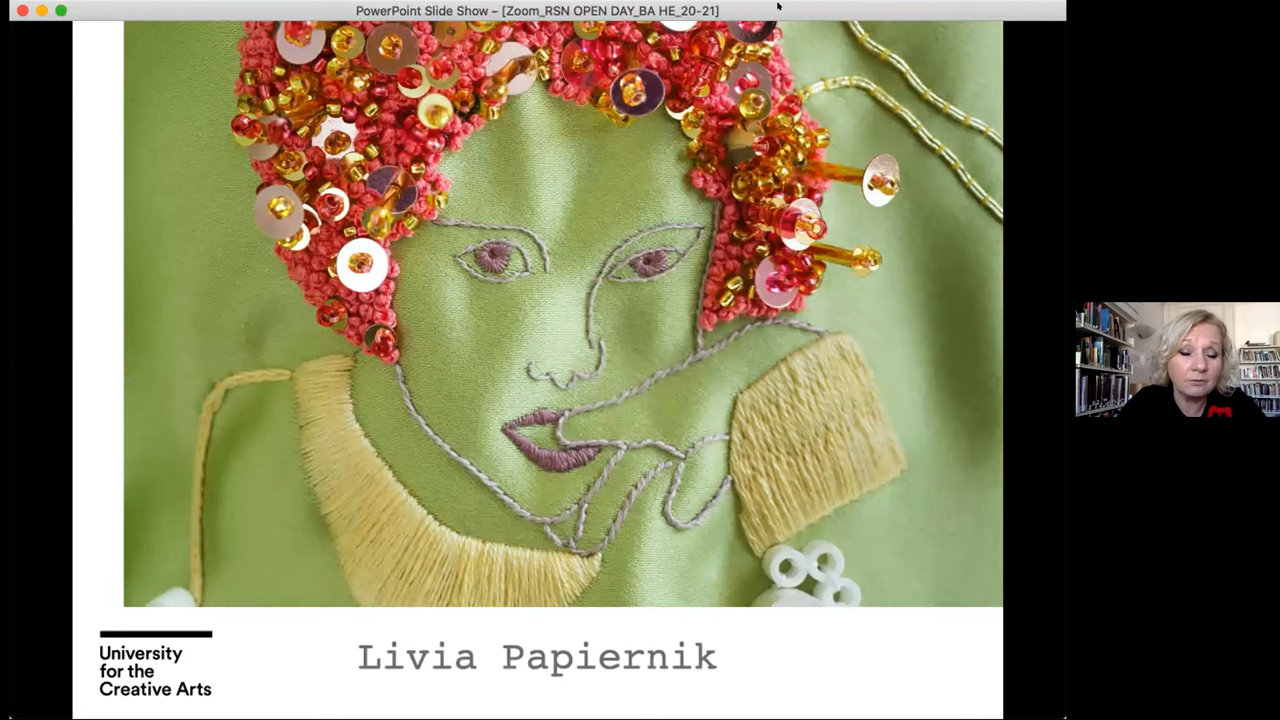 PowerPoint Slide Show – [Zoom_RSN OPEN DAY_BA HE_20-21]
University
for the
Creative Arts
Livia Papiernik